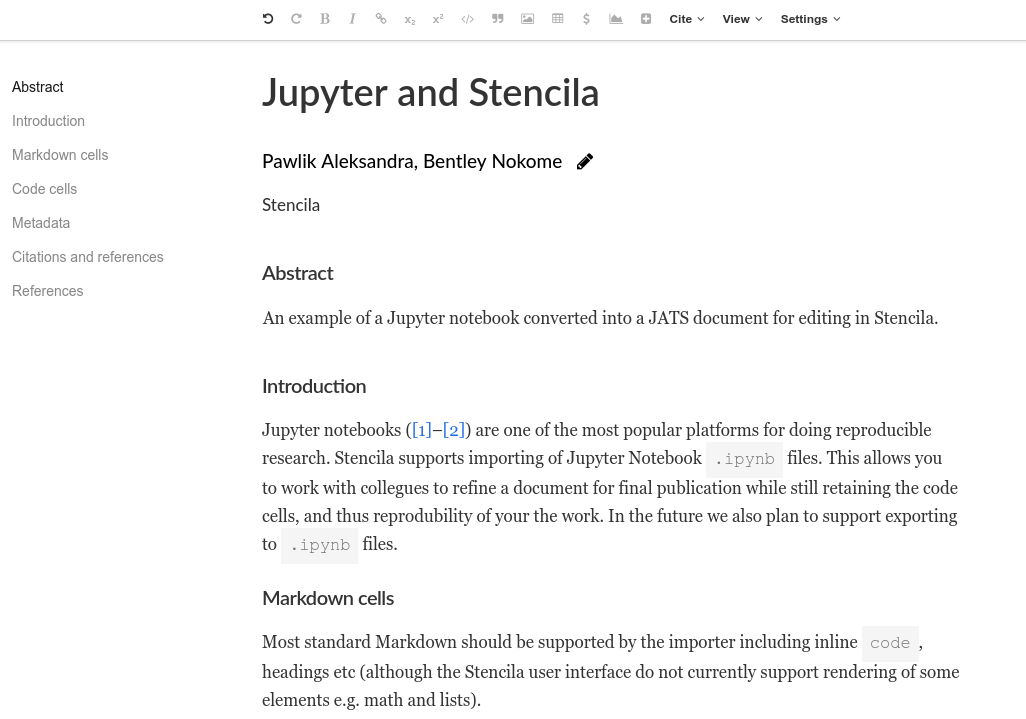 B I x₂ x² </> $ Cite View Settings
Abstract
Introduction
Markdown cells
Code cells
Metadata
Citations and references
References
Jupyter and Stencila
Pawlik Aleksandra, Bentley Nokome
Stencila
Abstract
An example of a Jupyter notebook converted into a JATS document for editing in Stencila.
Introduction
Jupyter notebooks ([1]–[2]) are one of the most popular platforms for doing reproducible
research. Stencila supports importing of Jupyter Notebook .ipynb files. This allows you
to work with collegues to refine a document for final publication while still retaining the code
cells, and thus reprodubility of your the work. In the future we also plan to support exporting
to .ipynb files.
Markdown cells
Most standard Markdown should be supported by the importer including inline code ,
headings etc (although the Stencila user interface do not currently support rendering of some
elements e.g. math and lists).